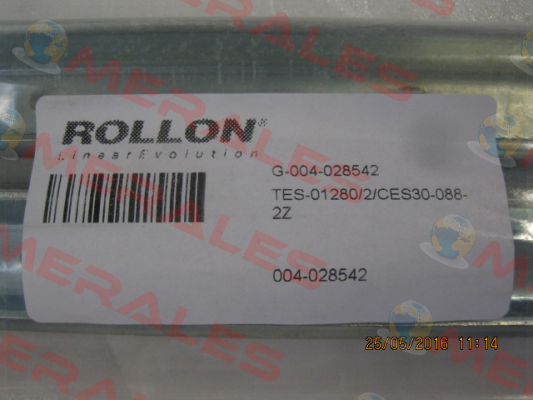 ROLLON®
Linear Evolution
G-004-028542
TES-01280/2/CES30-088-
2Z
004-028542
25/05/2016 11:14
MERALES
MERALES
MERALES